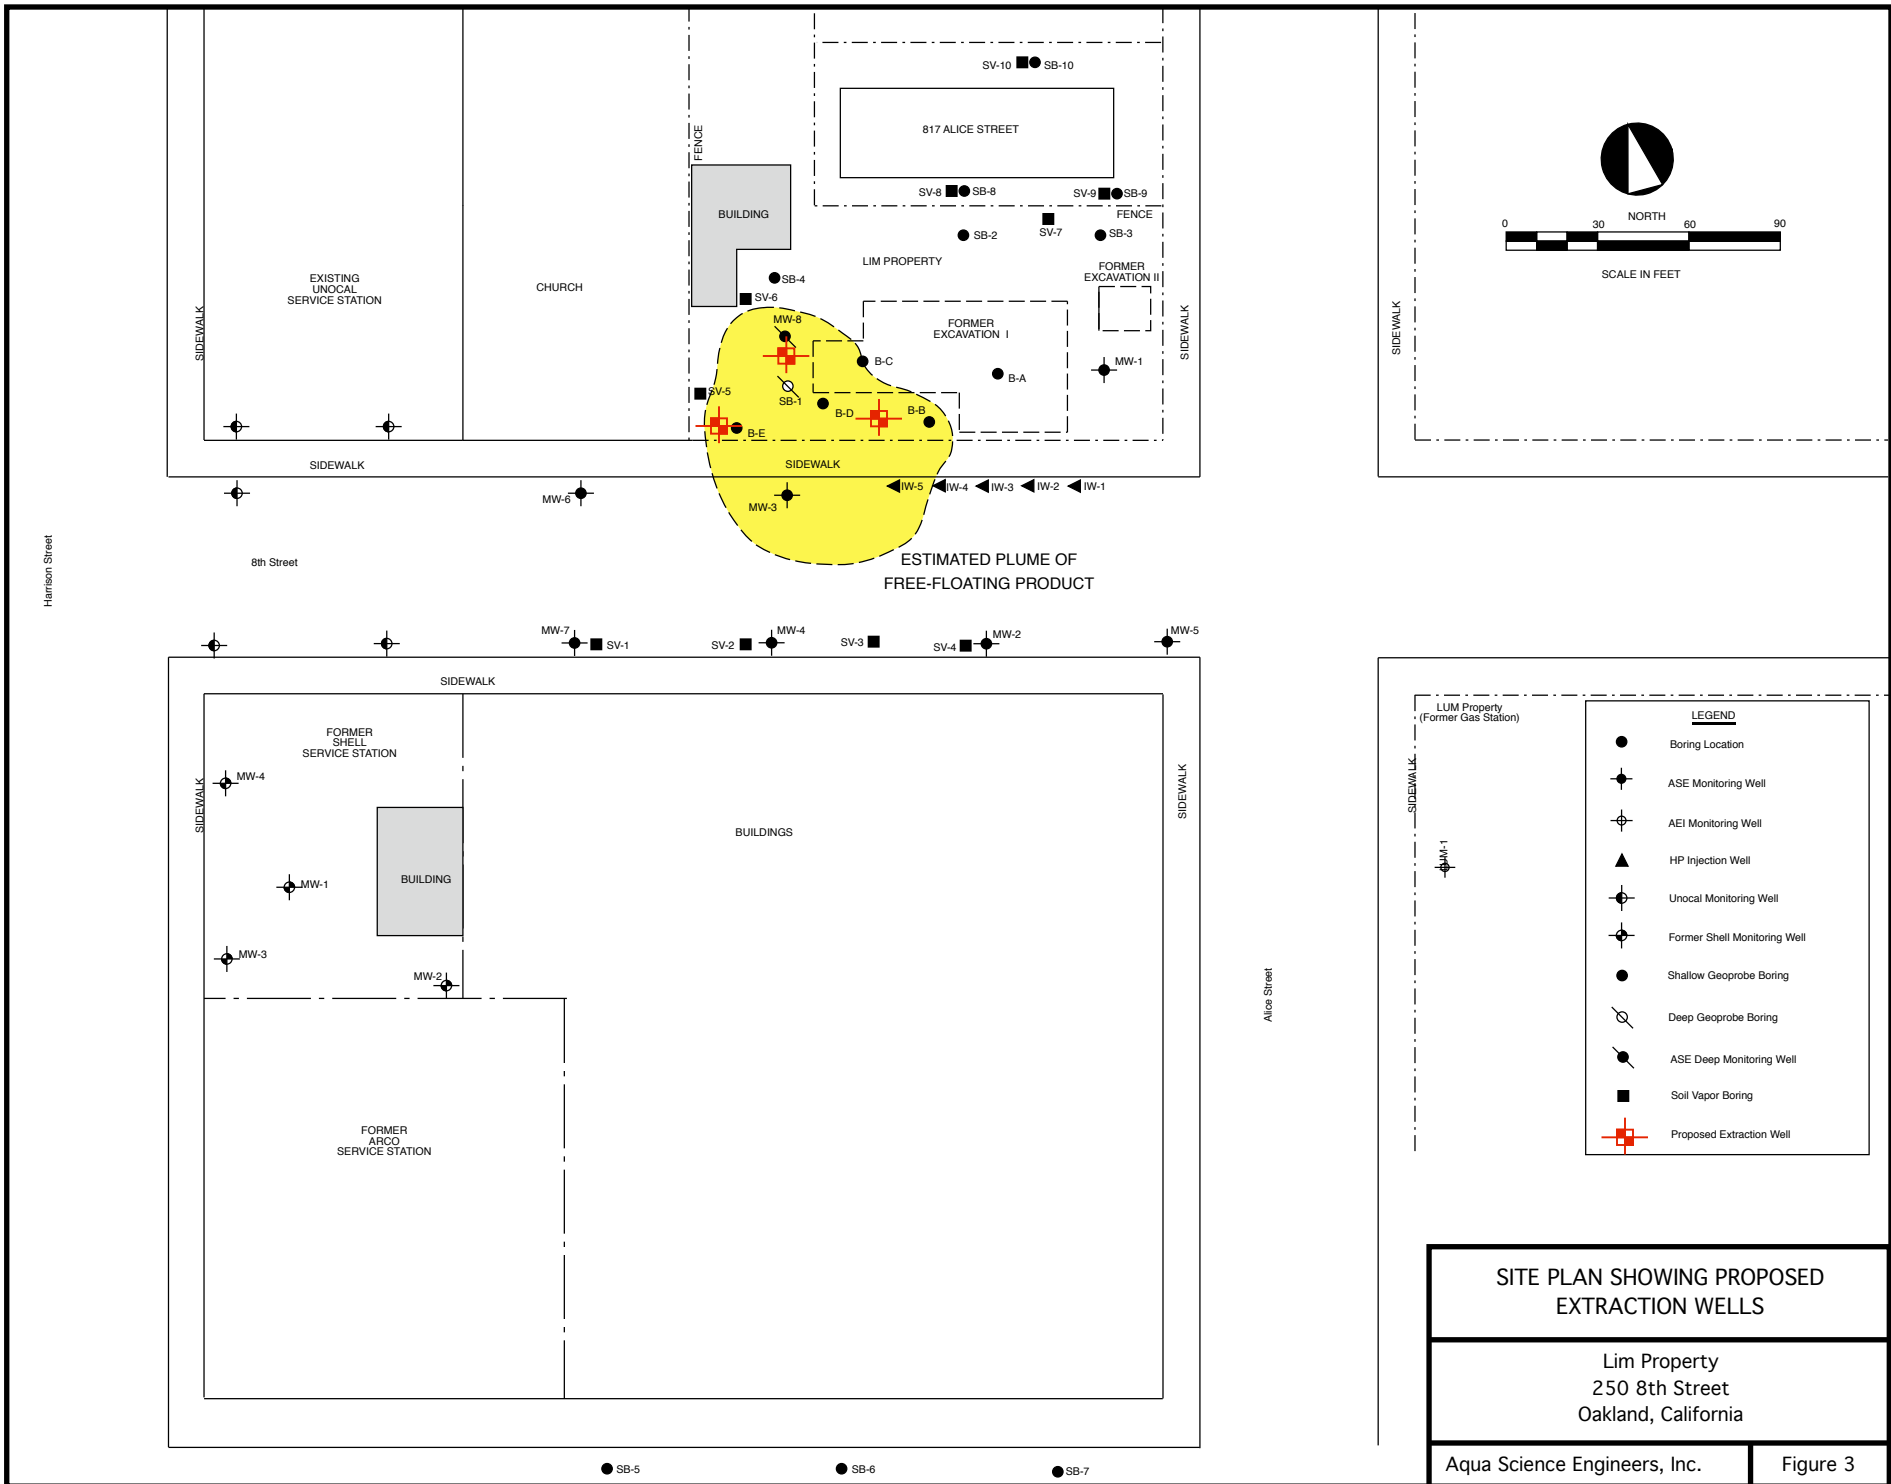 SV-10
SB-10
817 ALICE STREET
FENCE
SV-8
SB-8
SV-9
SB-9
FENCE
BUILDING
SB-2
SV-7
SB-3
NORTH
0
30
60
90
SCALE IN FEET
LIM PROPERTY
FORMER
EXCAVATION II
EXISTING
UNOCAL
SERVICE STATION
CHURCH
SB-4
SV-6
SIDEWALK
MW-8
FORMER
EXCAVATION I
SIDEWALK
SIDEWALK
B-C
MW-1
B-A
SV-5
SB-1
B-D
B-B
B-E
SIDEWALK
SIDEWALK
MW-6
MW-3
IW-5
IW-4
IW-3
IW-2
IW-1
Harrison Street
8th Street
ESTIMATED PLUME OF
FREE-FLOATING PRODUCT
MW-7
SV-1
SV-2
MW-4
SV-3
SV-4
MW-2
MW-5
SIDEWALK
FORMER
SHELL
SERVICE STATION
SIDEWALK
MW-4
BUILDINGS
SIDEWALK
BUILDING
MW-1
MW-3
MW-2
Alice Street
FORMER
ARCO
SERVICE STATION
SB-5
SB-6
SB-7
LUM Property
(Former Gas Station)
SIDEWALK
LEGEND
Boring Location
ASE Monitoring Well
AEI Monitoring Well
HP Injection Well
Unocal Monitoring Well
Former Shell Monitoring Well
Shallow Geoprobe Boring
Deep Geoprobe Boring
ASE Deep Monitoring Well
Soil Vapor Boring
Proposed Extraction Well
SITE PLAN SHOWING PROPOSED
EXTRACTION WELLS
Lim Property
250 8th Street
Oakland, California
Aqua Science Engineers, Inc.
Figure 3